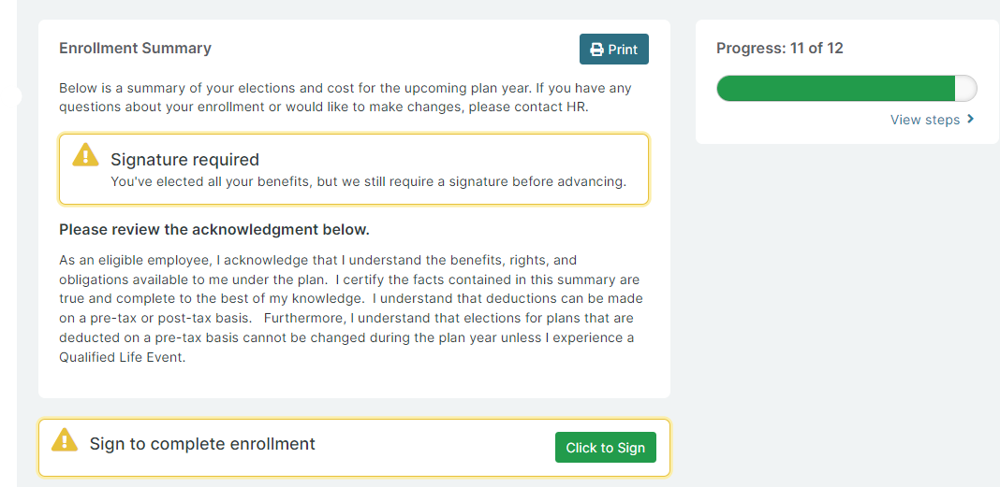 Enrollment Summary
Print
Below is a summary of your elections and cost for the upcoming plan year. If you have any
questions about your enrollment or would like to make changes, please contact HR.
Signature required
You've elected all your benefits, but we still require a signature before advancing.
Please review the acknowledgment below.
As an eligible employee, I acknowledge that I understand the benefits, rights, and
obligations available to me under the plan.  I certify the facts contained in this summary are
true and complete to the best of my knowledge.  I understand that deductions can be made
on a pre-tax or post-tax basis.   Furthermore, I understand that elections for plans that are
deducted on a pre-tax basis cannot be changed during the plan year unless I experience a
Qualified Life Event.
Sign to complete enrollment
Click to Sign
Progress: 11 of 12
View steps